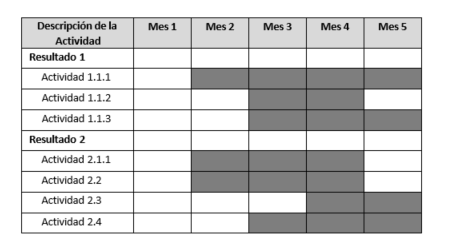 Descripción de la Actividad Mes 1 Mes 2 Mes 3 Mes 4 Mes 5
Resultado 1
Actividad 1.1.1
Actividad 1.1.2
Actividad 1.1.3
Resultado 2
Actividad 2.1.1
Actividad 2.2
Actividad 2.3
Actividad 2.4